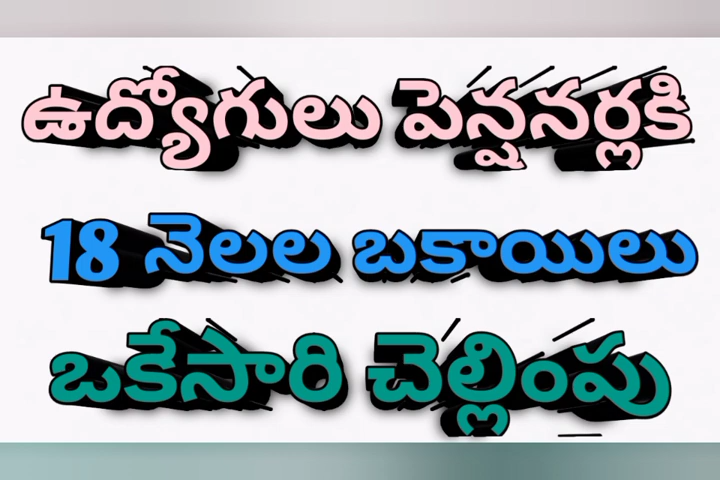 ఉద్యోగులు పెన్షనర్లకి
18 నెలల బకాయిలు
ఒకేసారి చెల్లింపు